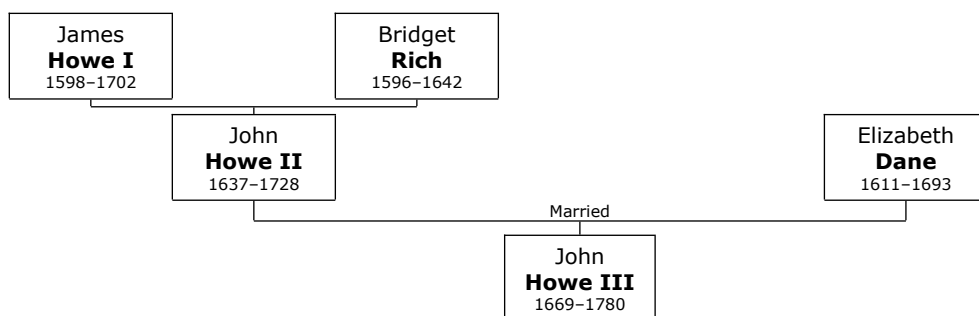 James
Howe I
1598–1702
Bridget
Rich
1596–1642
John
Howe II
1637–1728
Elizabeth
Dane
1611–1693
Married
John
Howe III
1669–1780